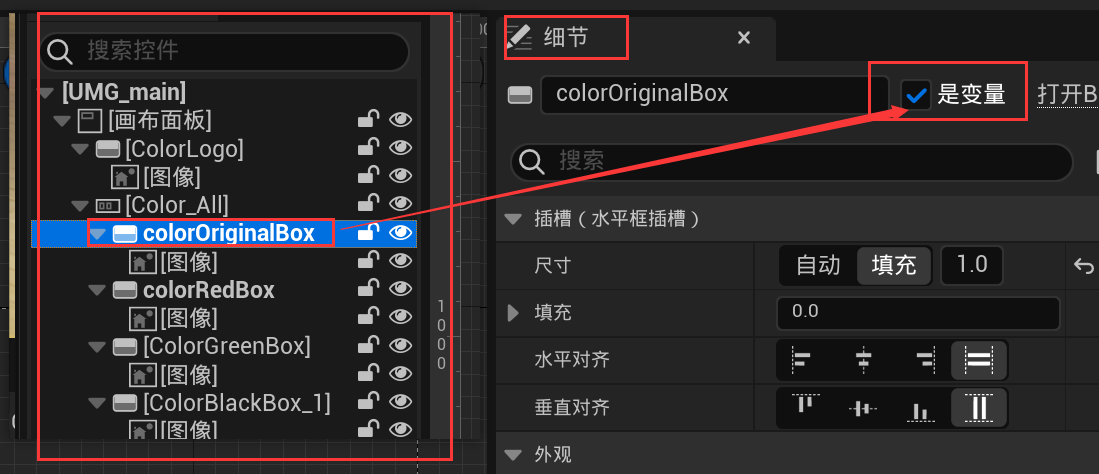 搜索控件
[UMG_main]
[画布面板]
[ColorLogo]
[图像]
[Color_All]
colorOriginalBox
[图像]
colorRedBox
[图像]
[ColorGreenBox]
[图像]
[ColorBlackBox_1]
[图像]
1000
细节
colorOriginalBox
是变量
打开B
搜索
插槽（水平框插槽）
尺寸
自动
填充
1.0
填充
0.0
水平对齐
垂直对齐
外观